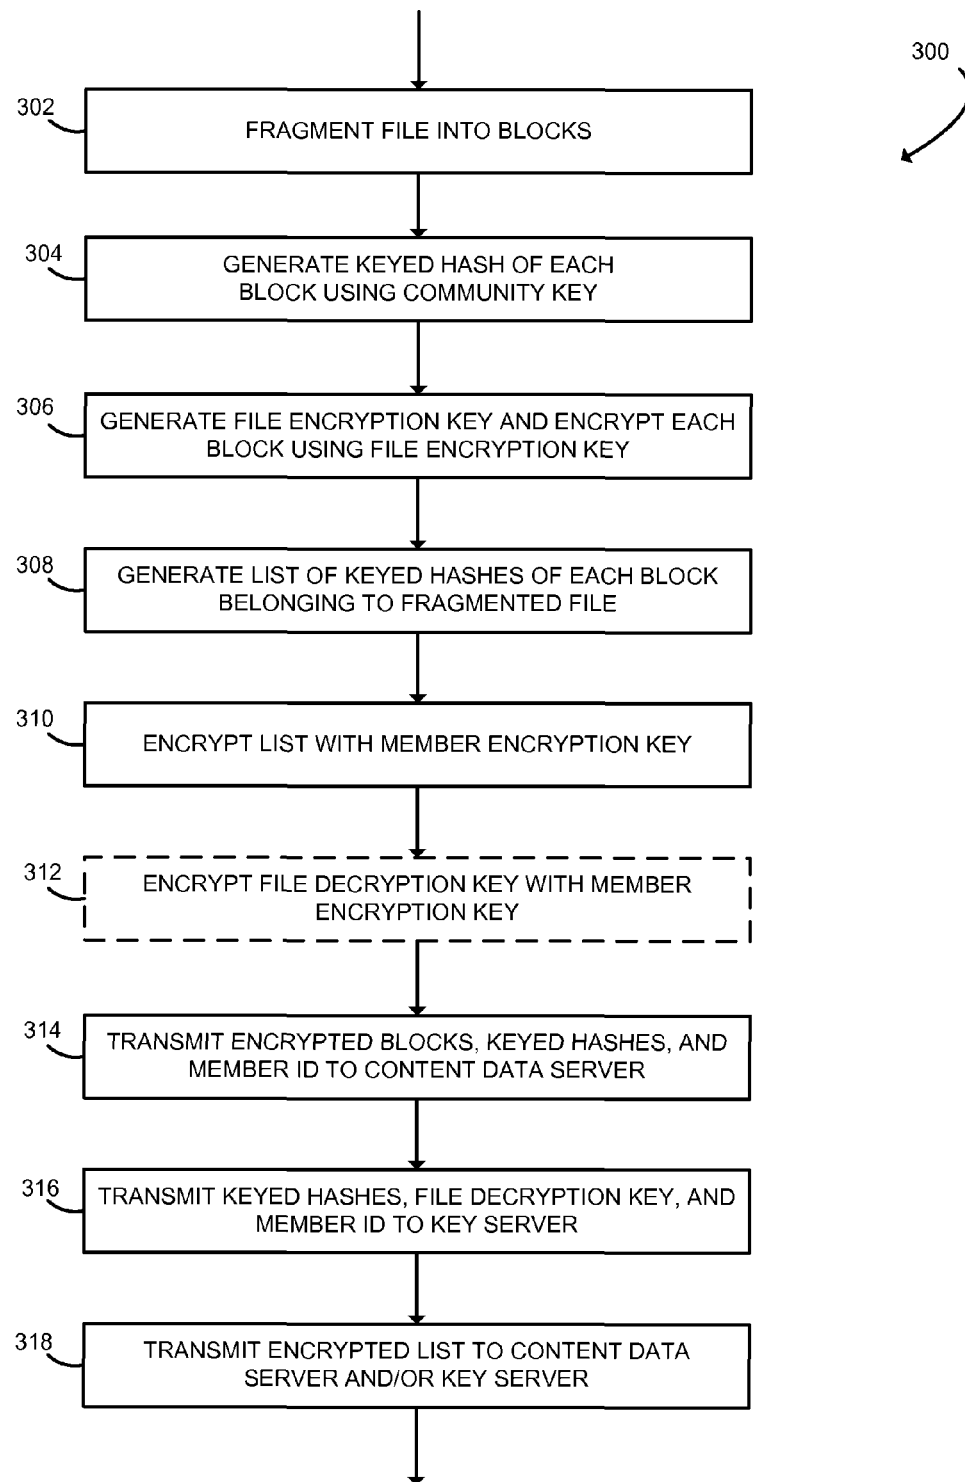 300
302
FRAGMENT FILE INTO BLOCKS
304
GENERATE KEYED HASH OF EACH
BLOCK USING COMMUNITY KEY
306
GENERATE FILE ENCRYPTION KEY AND ENCRYPT EACH
BLOCK USING FILE ENCRYPTION KEY
308
GENERATE LIST OF KEYED HASHES OF EACH BLOCK
BELONGING TO FRAGMENTED FILE
310
ENCRYPT LIST WITH MEMBER ENCRYPTION KEY
312
ENCRYPT FILE DECRYPTION KEY WITH MEMBER
ENCRYPTION KEY
314
TRANSMIT ENCRYPTED BLOCKS, KEYED HASHES, AND
MEMBER ID TO CONTENT DATA SERVER
316
TRANSMIT KEYED HASHES, FILE DECRYPTION KEY, AND
MEMBER ID TO KEY SERVER
318
TRANSMIT ENCRYPTED LIST TO CONTENT DATA
SERVER AND/OR KEY SERVER